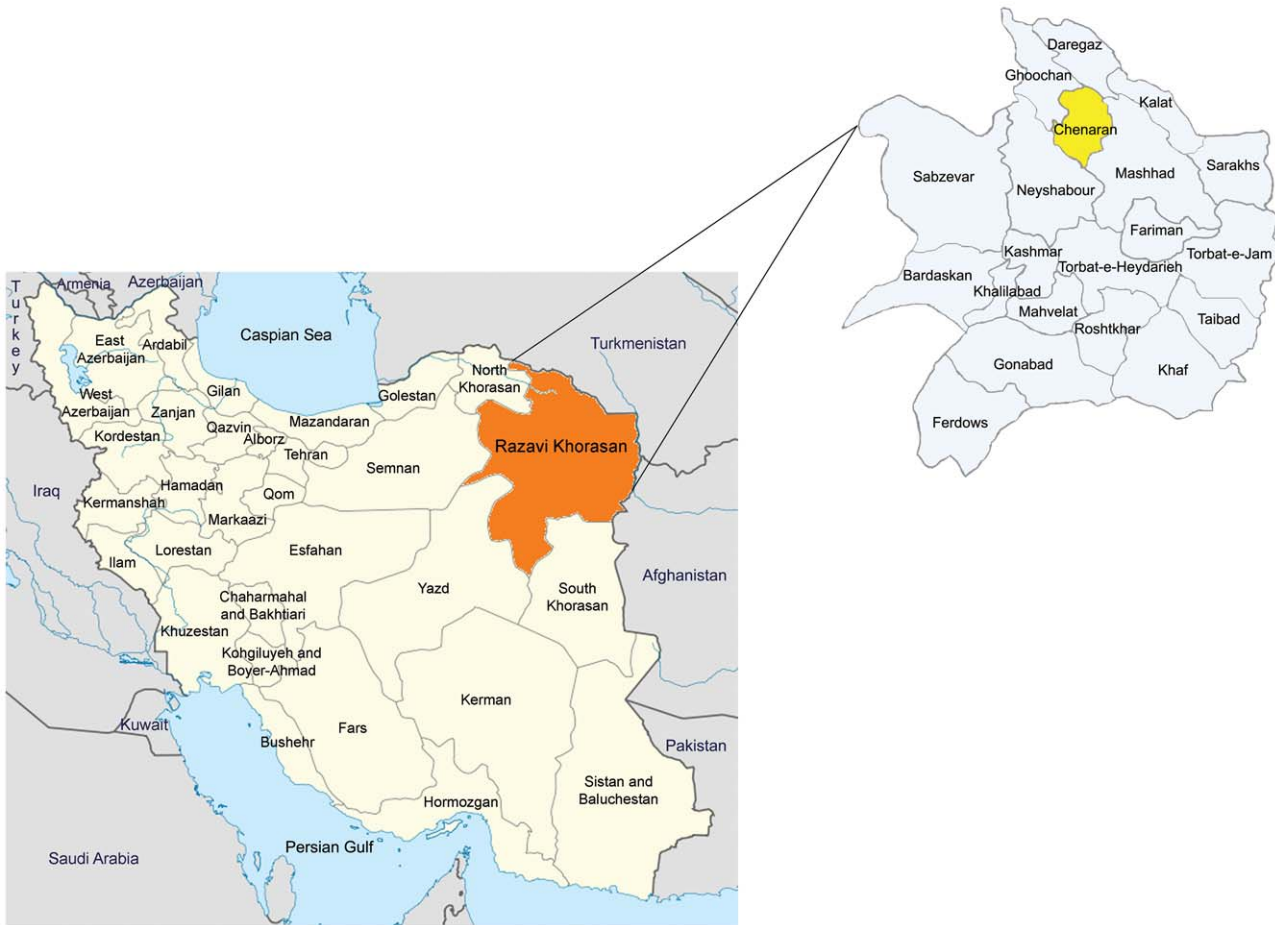 Daregaz
Ghoochan
Kalat
Chenaran
Sabzevar
Neyshabour
Mashhad
Sarakhs
Fariman
Kashmar
Torbat-e-Heydarieh
Torbat-e-Jam
Bardaskan
Khalilabad
Mahvelat
Roshtkhar
Taibad
Gonabad
Khaf
Ferdows
Turkey
Armenia
Azerbaijan
Caspian Sea
Turkmenistan
East
Azerbaijan
Ardabil
West
Azerbaijan
Gilan
Golestan
North
Khorasan
Zanjan
Qazvin
Alborz
Mazandaran
Tehran
Kordestan
Semnan
Razavi Khorasan
Iraq
Hamadan
Kermanshah
Qom
Markaazi
Ilam
Lorestan
Esfahan
Yazd
South
Khorasan
Afghanistan
Khuzestan
Chaharmahal
and Bakhtiari
Kohgiluyeh and
Boyer-Ahmad
Kuwait
Bushehr
Fars
Kerman
Pakistan
Sistan and
Baluchestan
Hormozgan
Persian Gulf
Saudi Arabia